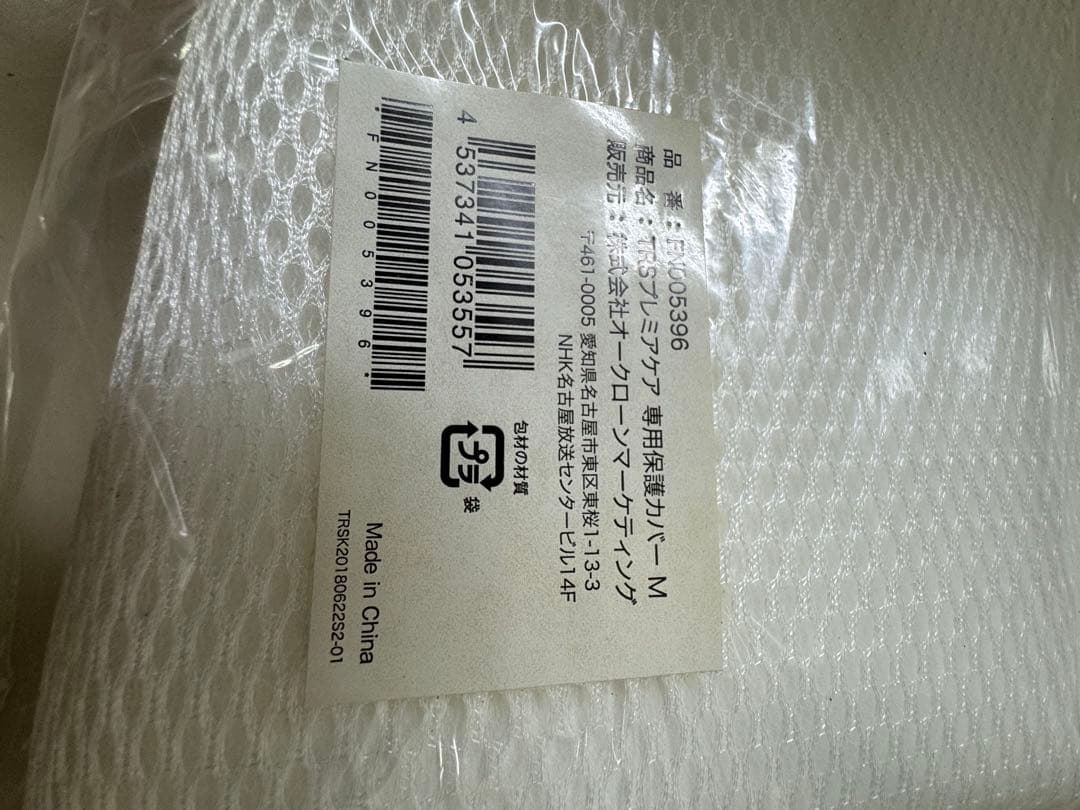 品　番：FN005396
商品名：TRSプレミアケア 専用保護カバー M
販売元：株式会社オークローンマーケティング
〒461-0005 愛知県名古屋市東区東桜1-13-3
NHK名古屋放送センタービル14F
包材の材質
プラ
袋
4 537341 053557
*FN005396*
Made in China
TRSK20180622S2-01